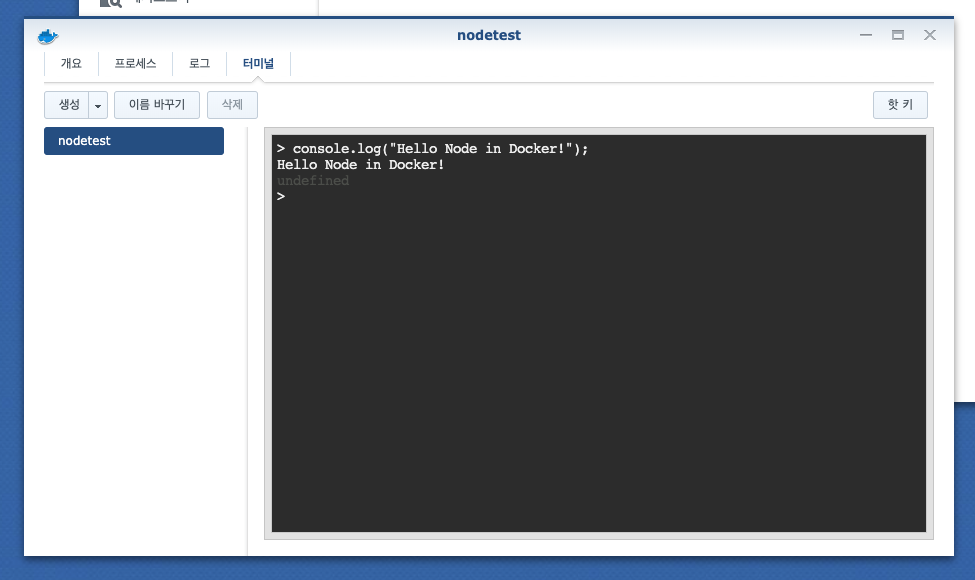 nodetest
개요 프로세스 로그 터미널
생성 이름 바꾸기 삭제 핫 키
nodetest
> console.log("Hello Node in Docker!");
Hello Node in Docker!
undefined
>